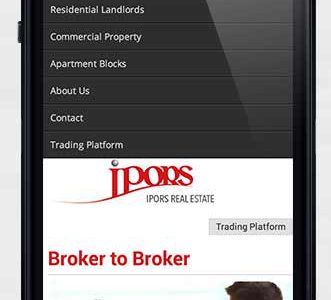 Residential Landlords
Commercial Property
Apartment Blocks
About Us
Contact
Trading Platform
ipors
IPORS REAL ESTATE
Trading Platform
Broker to Broker